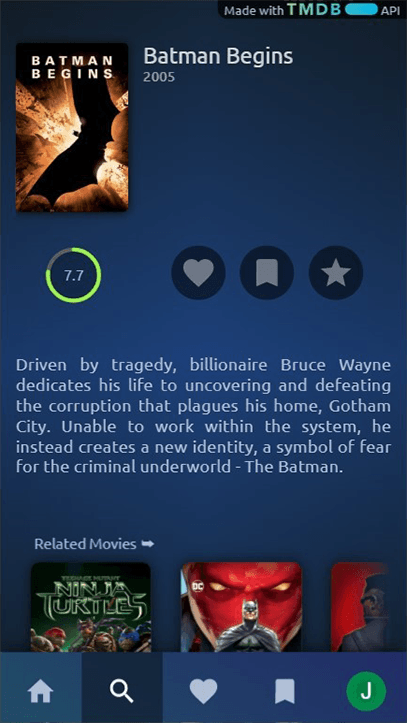 Made with TMDB API
BATMAN
BEGINS
Batman Begins
2005
7.7
Driven by tragedy, billionaire Bruce Wayne
dedicates his life to uncovering and defeating
the corruption that plagues his home, Gotham
City. Unable to work within the system, he
instead creates a new identity, a symbol of fear
for the criminal underworld - The Batman.
Related Movies ➥
TEENAGE MUTANT
NINJA
TURTLES
DC
J